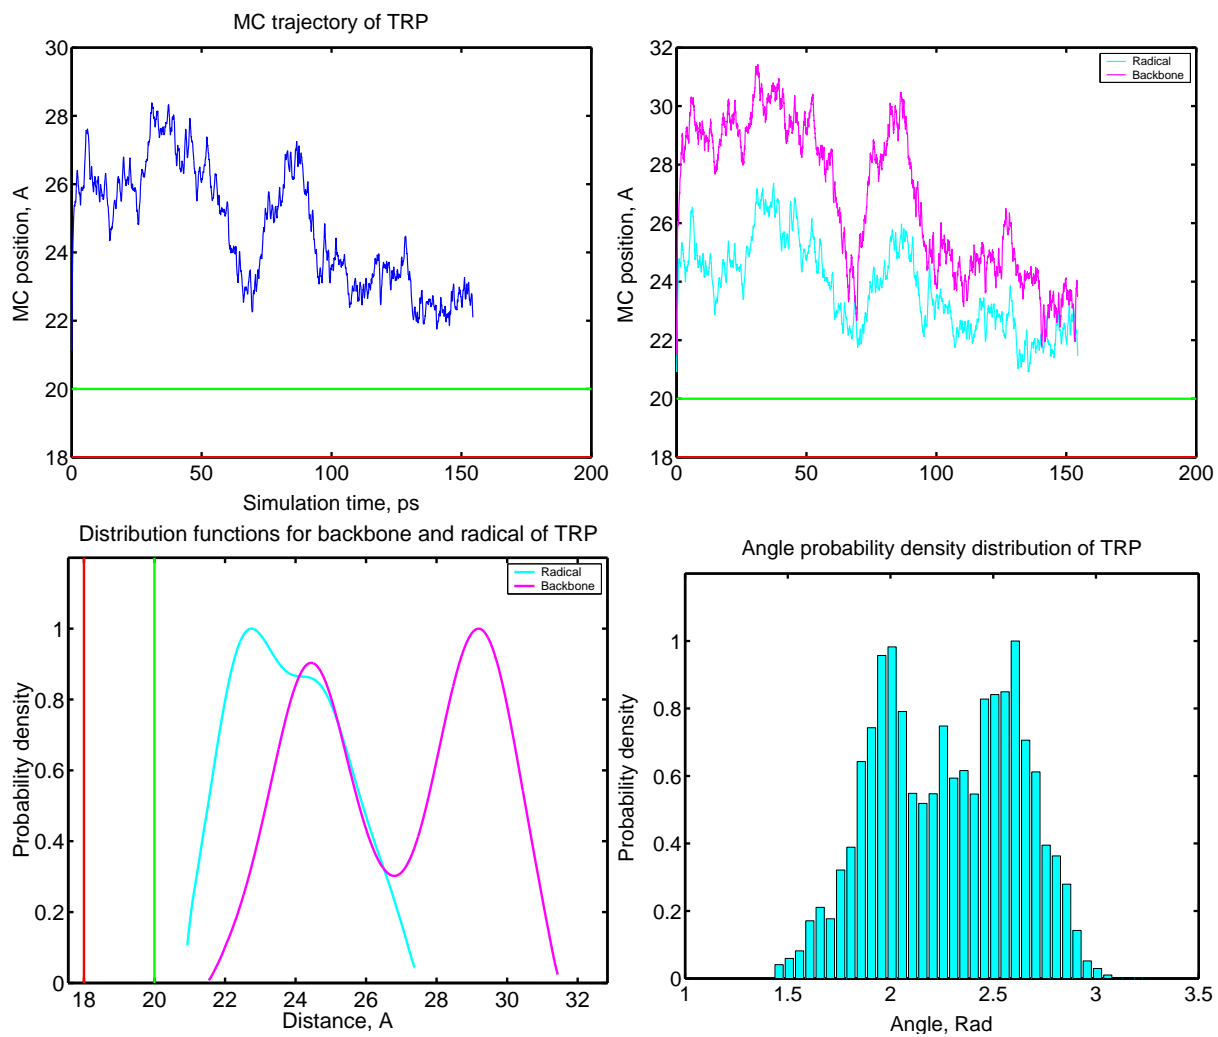 MC trajectory of TRP
30
28
26
24
22
20
18
MC position, A
0 50 100 150 200
Simulation time, ps
32
30
28
26
24
22
20
18
MC position, A
Radical
Backbone
0 50 100 150 200
Distribution functions for backbone and radical of TRP
1
0.8
0.6
0.4
0.2
0
Probability density
Radical
Backbone
18 20 22 24 26 28 30 32
Distance, A
Angle probability density distribution of TRP
1
0.8
0.6
0.4
0.2
0
Probability density
1 1.5 2 2.5 3 3.5
Angle, Rad